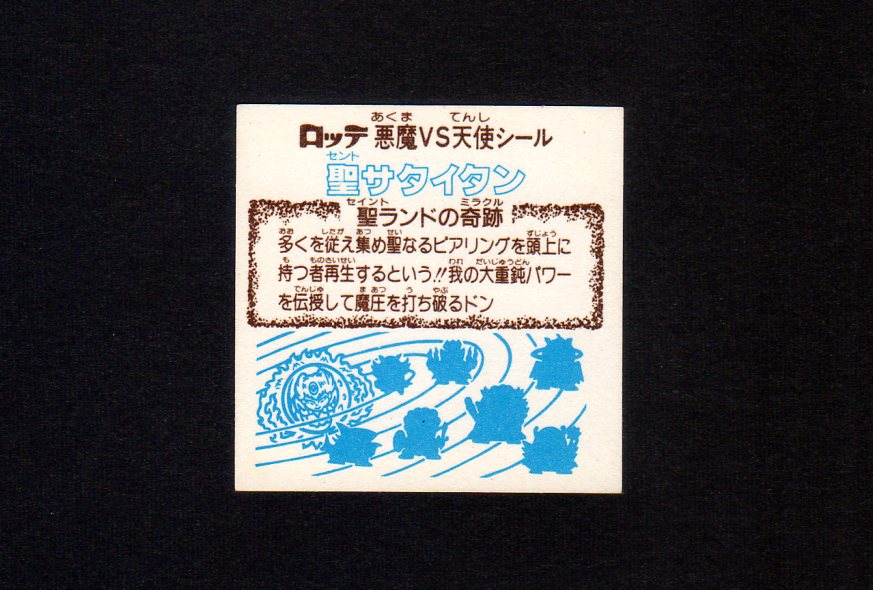 ロッテ 悪魔VS天使シール
聖サタイタン
聖ランドの奇跡
多くを従え集め聖なるピアリングを頭上に
持つ者再生するという!!我の大重鈍パワー
を伝授して魔圧を打ち破るドン